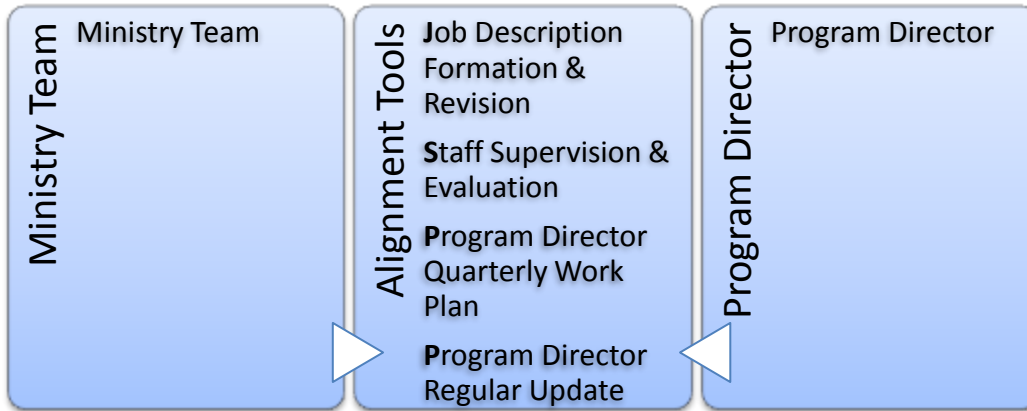 Ministry Team
Ministry Team
Alignment Tools
Job Description
Formation &
Revision
Staff Supervision &
Evaluation
Program Director
Quarterly Work
Plan
Program Director
Regular Update
Program Director
Program Director